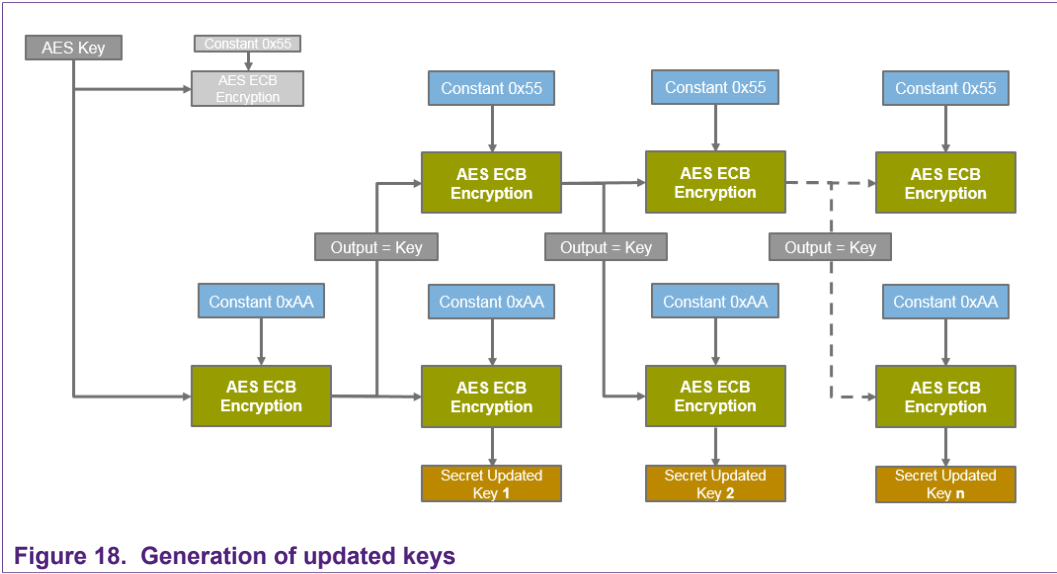 AES Key
Constant 0x55
AES ECB
Encryption
Constant 0x55
Constant 0x55
Constant 0x55
AES ECB
Encryption
AES ECB
Encryption
AES ECB
Encryption
Output = Key
Output = Key
Output = Key
Constant 0xAA
Constant 0xAA
Constant 0xAA
Constant 0xAA
AES ECB
Encryption
AES ECB
Encryption
AES ECB
Encryption
AES ECB
Encryption
Secret Updated
Key 1
Secret Updated
Key 2
Secret Updated
Key n
Figure 18. Generation of updated keys